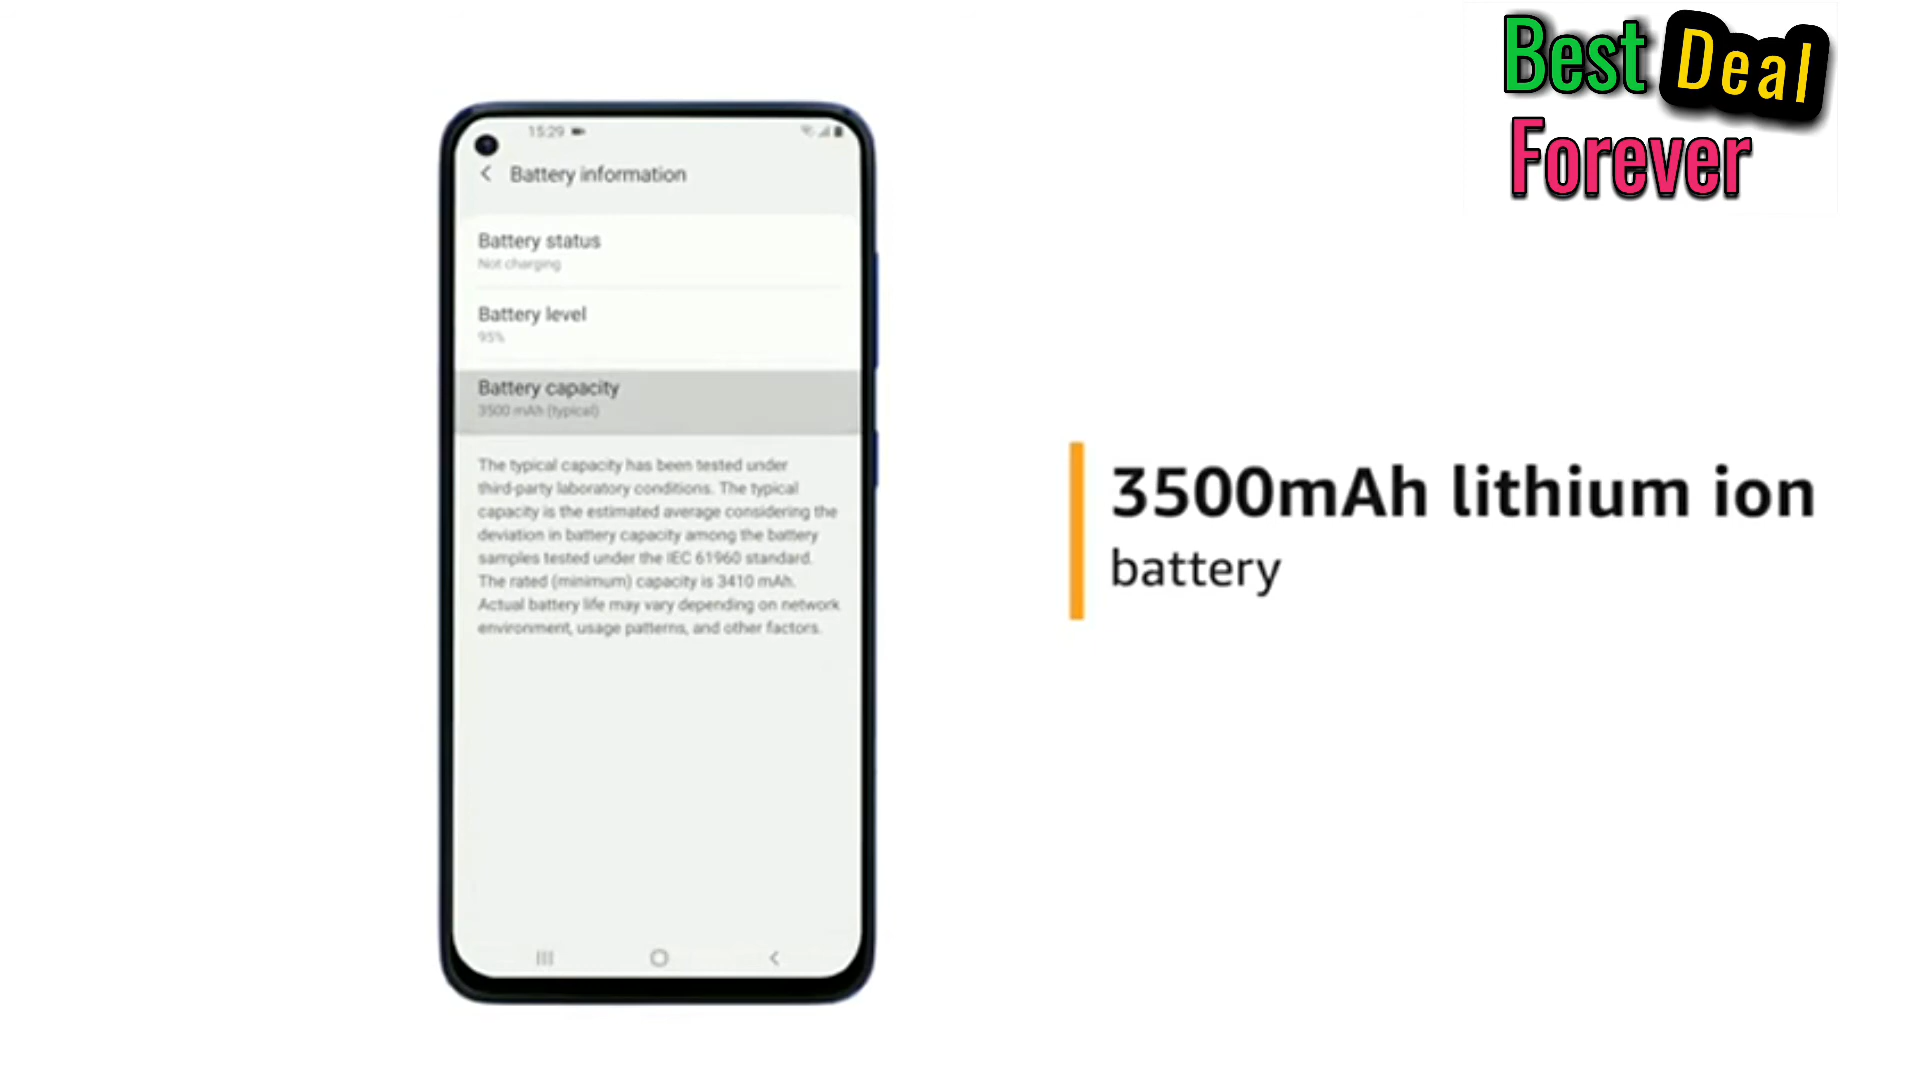 Best Deal
Forever
15:29
Battery information
Battery status
Not charging
Battery level
95%
Battery capacity
3500 mAh (typical)
The typical capacity has been tested under
third-party laboratory conditions. The typical
capacity is the estimated average considering the
deviation in battery capacity among the battery
samples tested under the IEC 61960 standard.
The rated (minimum) capacity is 3410 mAh.
Actual battery life may vary depending on network
environment, usage patterns, and other factors.
3500mAh lithium ion
battery